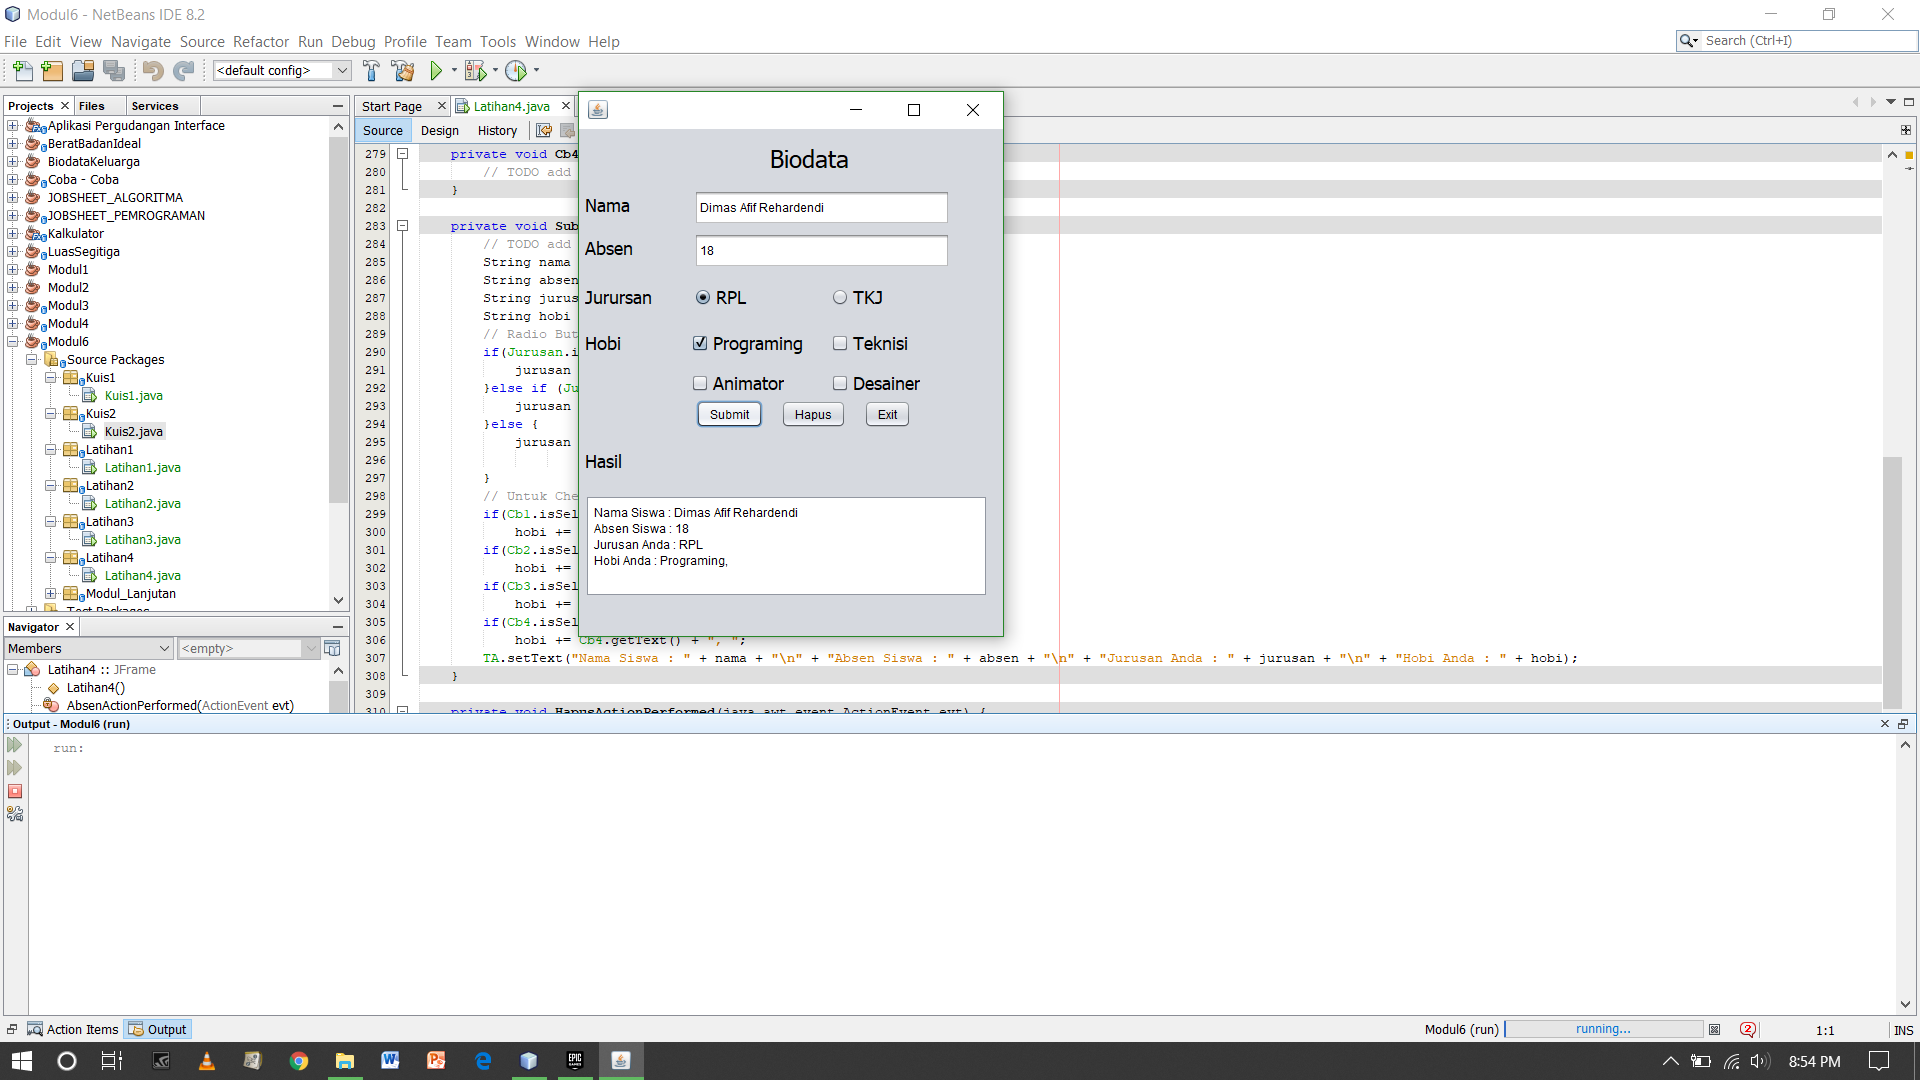 Modul6 - NetBeans IDE 8.2
File Edit View Navigate Source Refactor Run Debug Profile Team Tools Window Help
Search (Ctrl+I)
<default config>
Projects Files Services
Aplikasi Pergudangan Interface
BeratBadanIdeal
BiodataKeluarga
Coba - Coba
JOBSHEET_ALGORITMA
JOBSHEET_PEMROGRAMAN
Kalkulator
LuasSegitiga
Modul1
Modul2
Modul3
Modul4
Modul6
Source Packages
Kuis1
Kuis1.java
Kuis2
Kuis2.java
Latihan1
Latihan1.java
Latihan2
Latihan2.java
Latihan3
Latihan3.java
Latihan4
Latihan4.java
Modul_Lanjutan
Test Packages
Navigator
Members
<empty>
Latihan4 :: JFrame
Latihan4()
AbsenActionPerformed(ActionEvent evt)
Start Page Latihan4.java
Source Design History
279 private void Cb4
280 // TODO add
281 }
282
283 private void Sub
284 // TODO add
285 String nama
286 String absen
287 String jurus
288 String hobi
289 // Radio But
290 if(Jurusan.i
291 jurusan
292 }else if (Ju
293 jurusan
294 }else {
295 jurusan
296
297 }
298 // Untuk Che
299 if(Cb1.isSel
300 hobi +=
301 if(Cb2.isSel
302 hobi +=
303 if(Cb3.isSel
304 hobi +=
305 if(Cb4.isSel
306 hobi += Cb4.getText() + ", ";
307 TA.setText("Nama Siswa : " + nama + "\n" + "Absen Siswa : " + absen + "\n" + "Jurusan Anda : " + jurusan + "\n" + "Hobi Anda : " + hobi);
308 }
309
310 private void HapusActionPerformed(java.awt.event.ActionEvent evt) {
Biodata
Nama Dimas Afif Rehardendi
Absen 18
Jurursan RPL TKJ
Hobi Programing Teknisi
Animator Desainer
Submit Hapus Exit
Hasil
Nama Siswa : Dimas Afif Rehardendi
Absen Siswa : 18
Jurusan Anda : RPL
Hobi Anda : Programing,
Output - Modul6 (run)
run:
Action Items Output
Modul6 (run) running... 2 1:1 INS
EPIC GAMES
8:54 PM